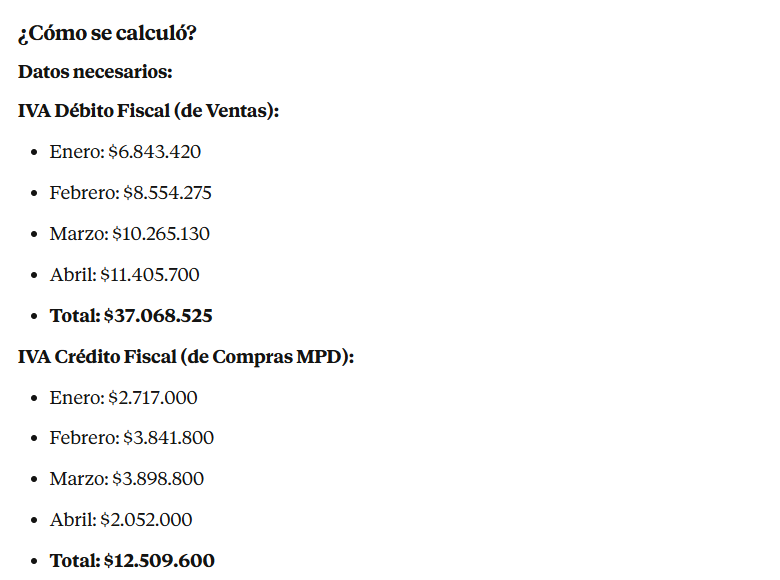 ¿Cómo se calculó?
Datos necesarios:
IVA Débito Fiscal (de Ventas):
• Enero: $6.843.420
• Febrero: $8.554.275
• Marzo: $10.265.130
• Abril: $11.405.700
• Total: $37.068.525
IVA Crédito Fiscal (de Compras MPD):
• Enero: $2.717.000
• Febrero: $3.841.800
• Marzo: $3.898.800
• Abril: $2.052.000
• Total: $12.509.600